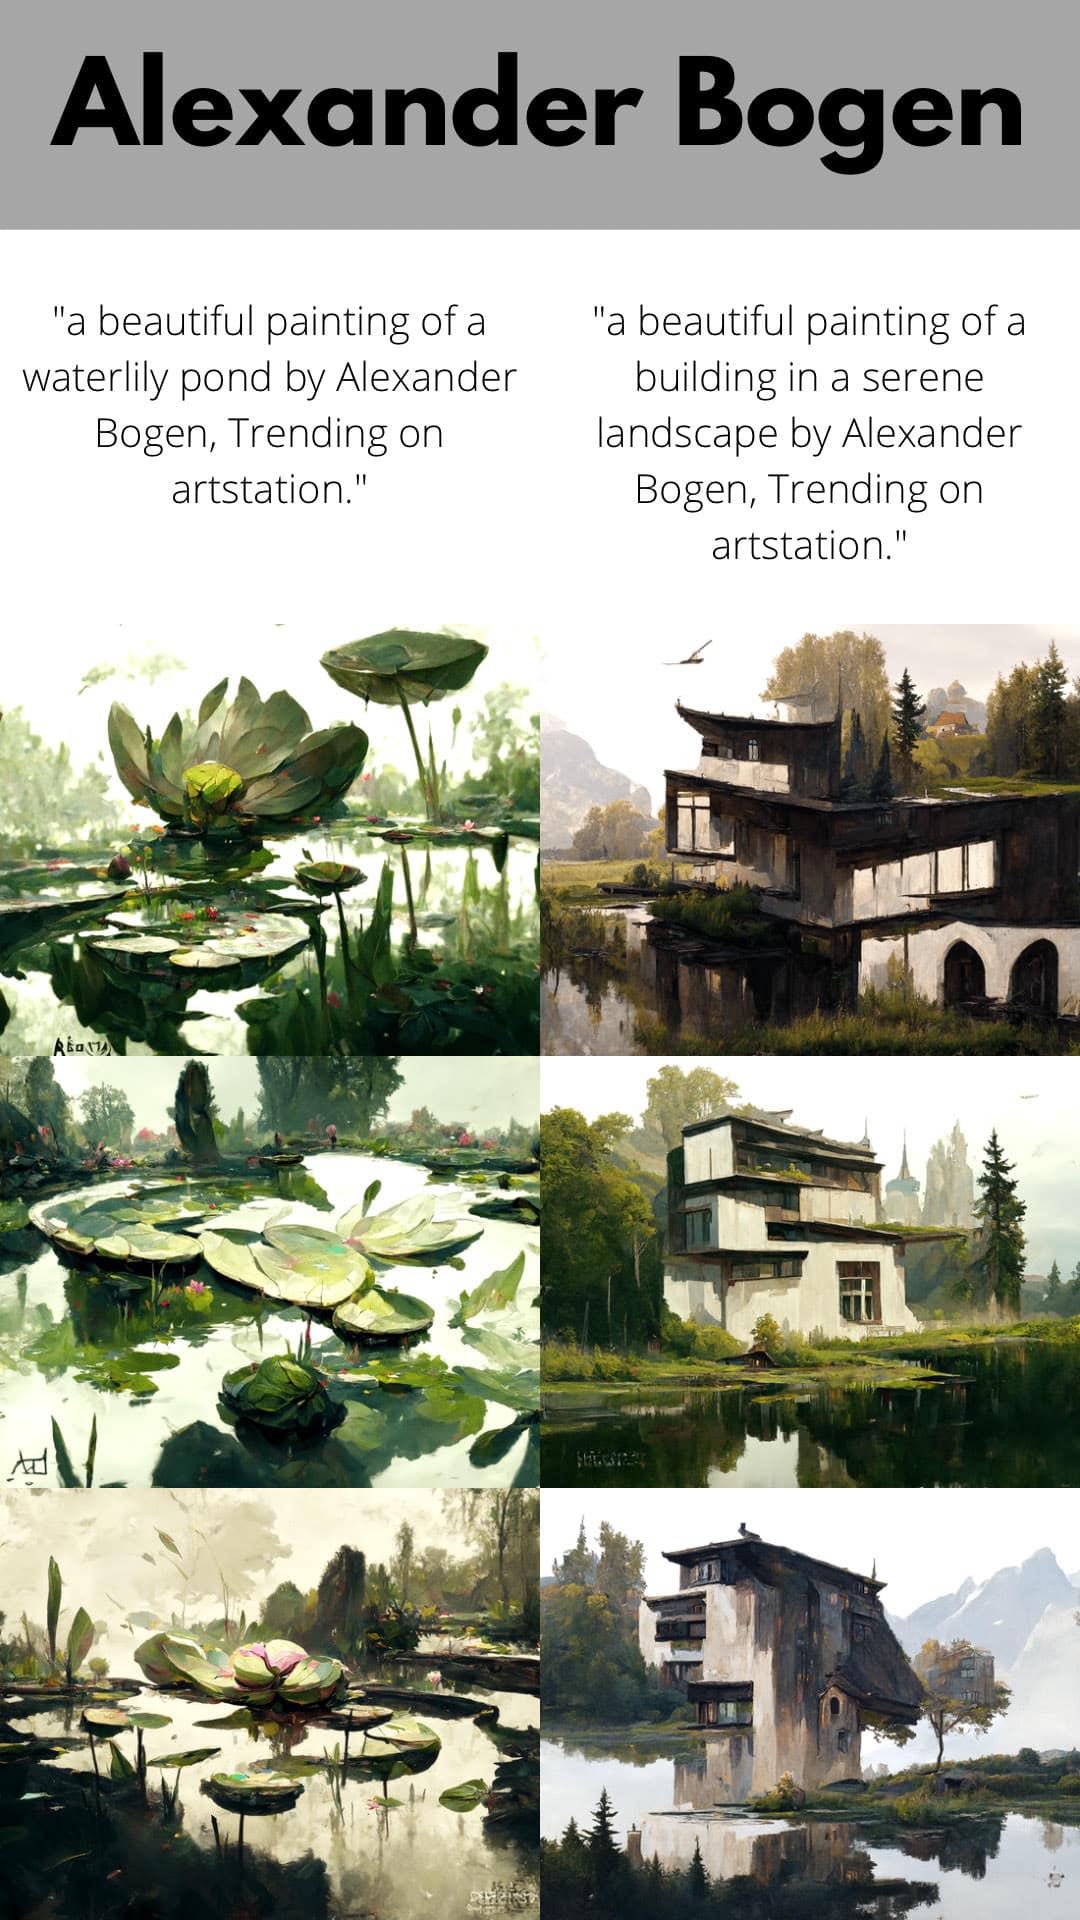 Alexander Bogen
"a beautiful painting of a
waterlily pond by Alexander
Bogen, Trending on
artstation."
"a beautiful painting of a
building in a serene
landscape by Alexander
Bogen, Trending on
artstation."